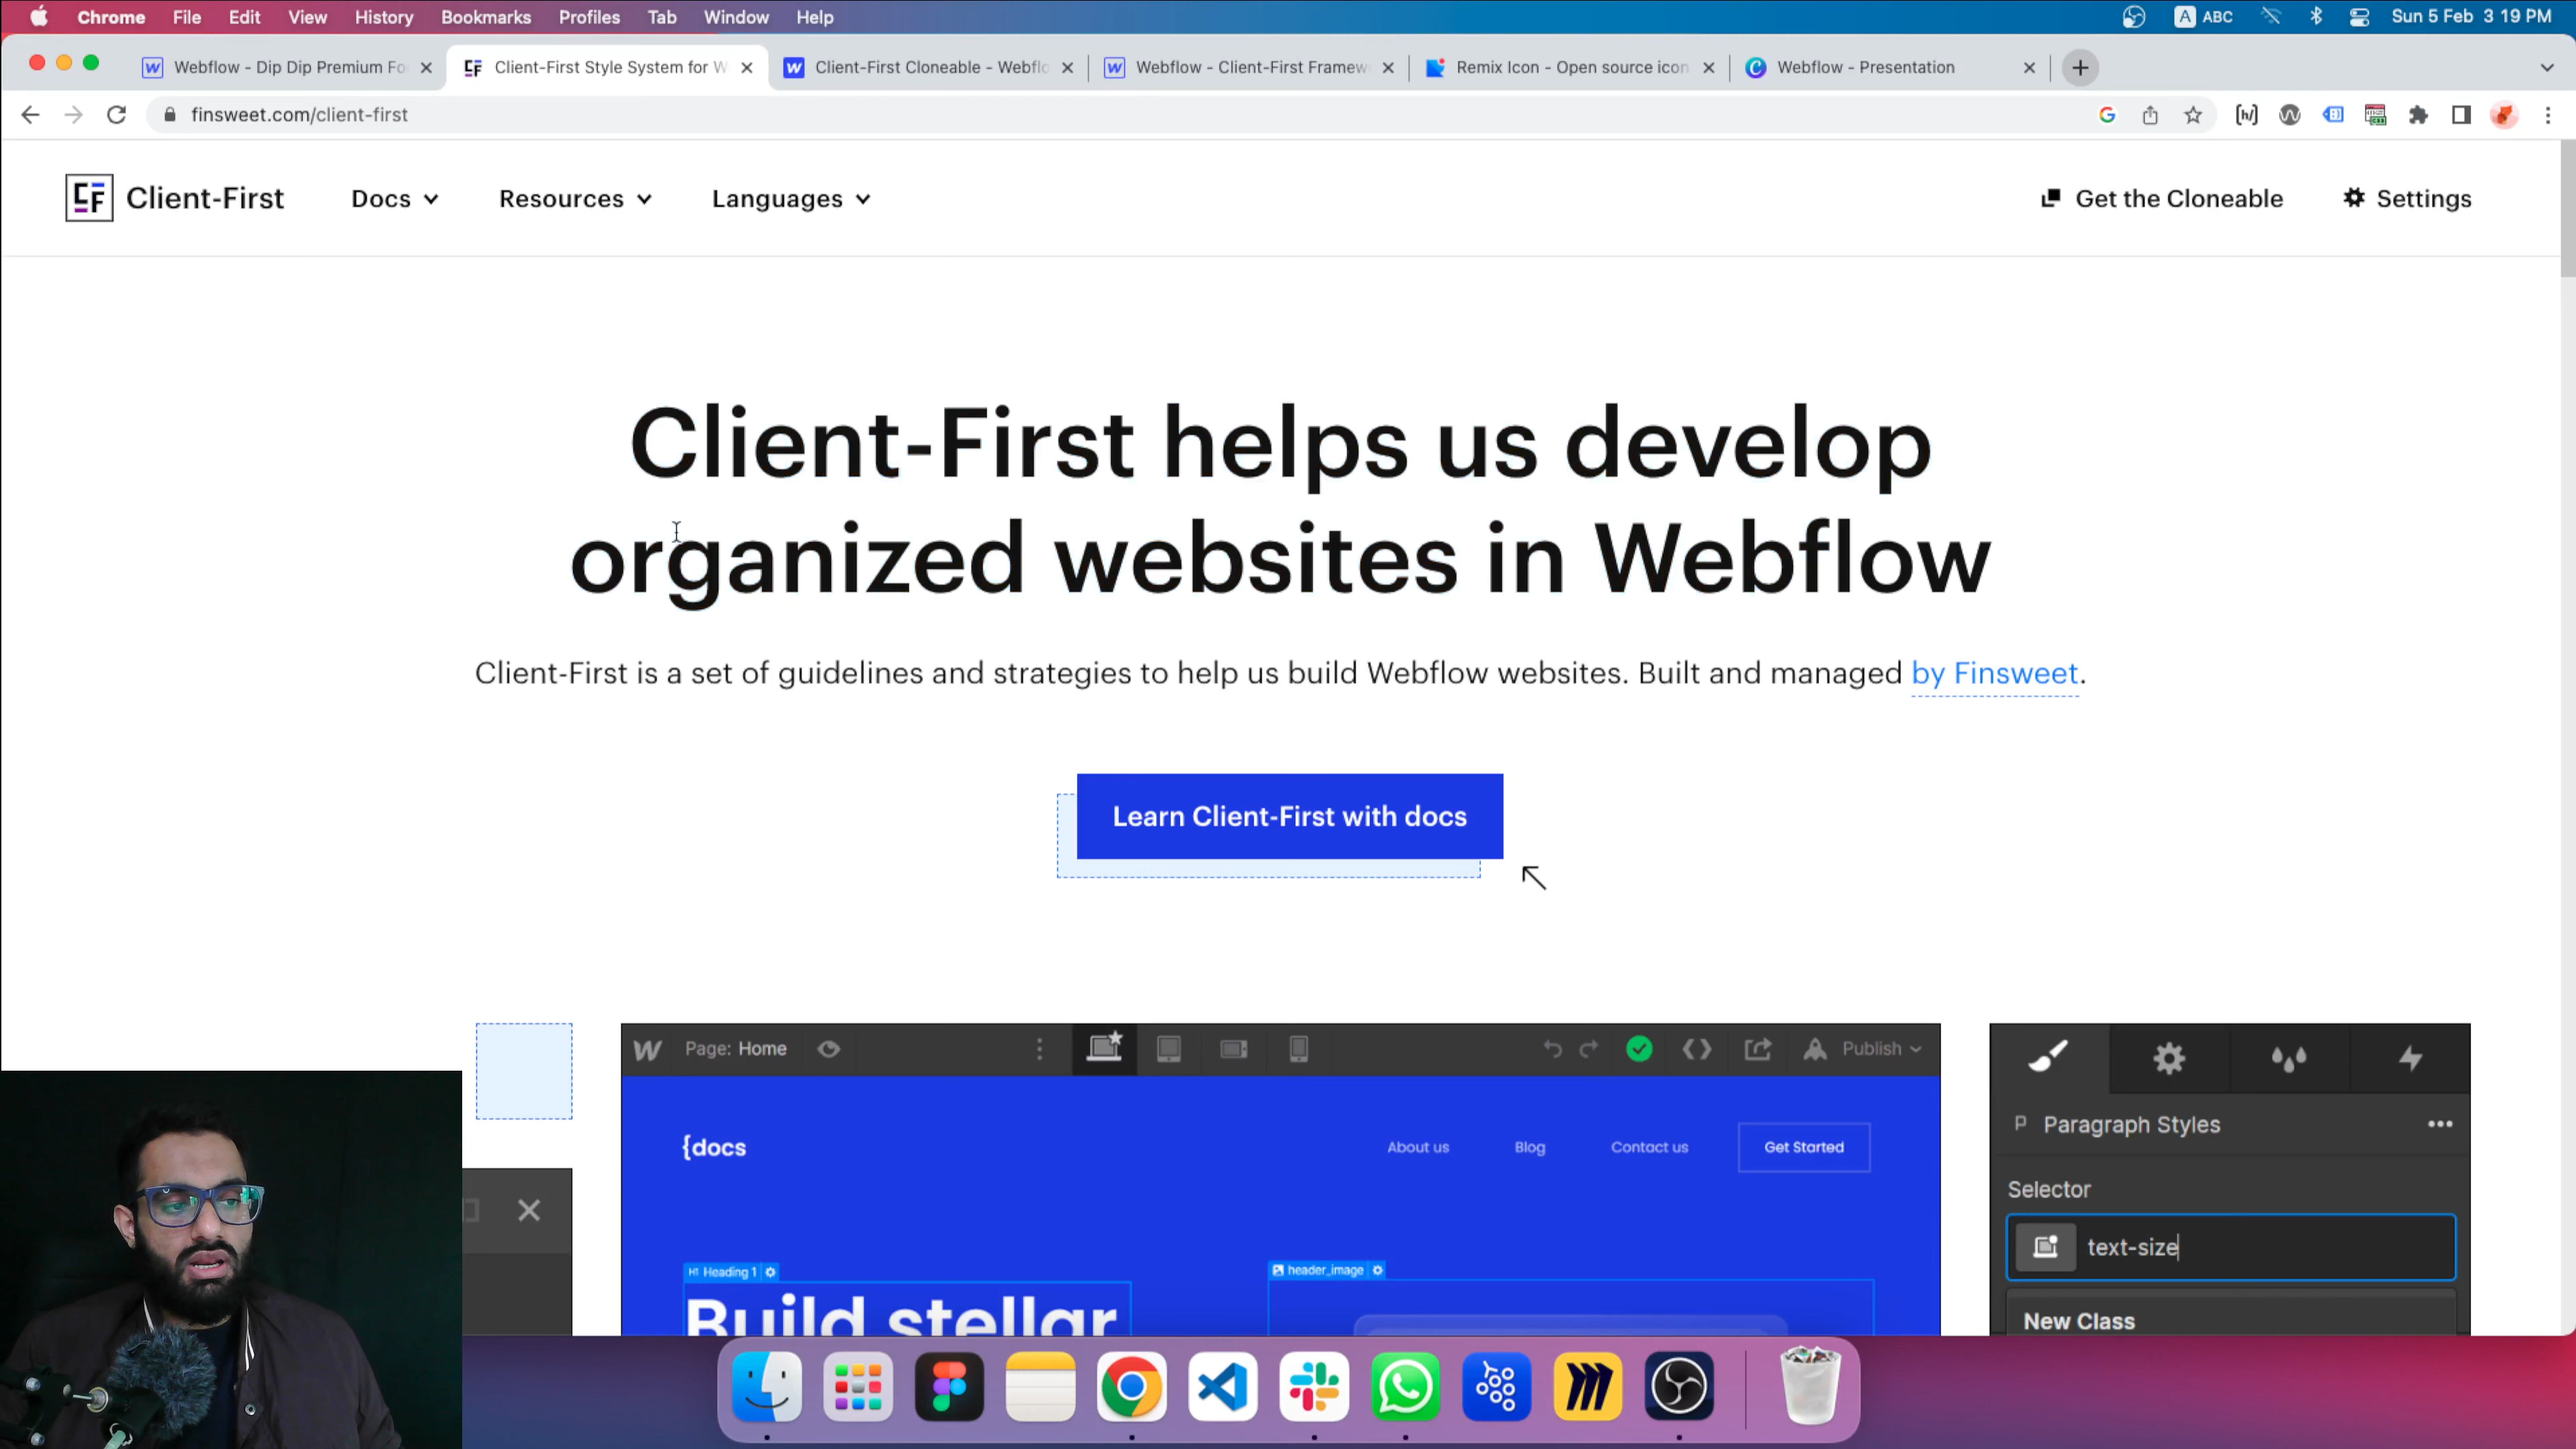 Chrome File Edit View History Bookmarks Profiles Tab Window Help
A ABC Sun 5 Feb 3 19 PM
Webflow - Dip Dip Premium Fo
Client-First Style System for W
Client-First Cloneable - Webflo
Webflow - Client-First Framew
Remix Icon - Open source icon
Webflow - Presentation
finsweet.com/client-first
Client-First
Docs
Resources
Languages
Get the Cloneable
Settings
Client-First helps us develop
organized websites in Webflow
Client-First is a set of guidelines and strategies to help us build Webflow websites. Built and managed by Finsweet.
Learn Client-First with docs
Page: Home
Publish
{docs
About us
Blog
Contact us
Get Started
H1 Heading 1
header_image
Build stellar
Paragraph Styles
Selector
text-size
New Class